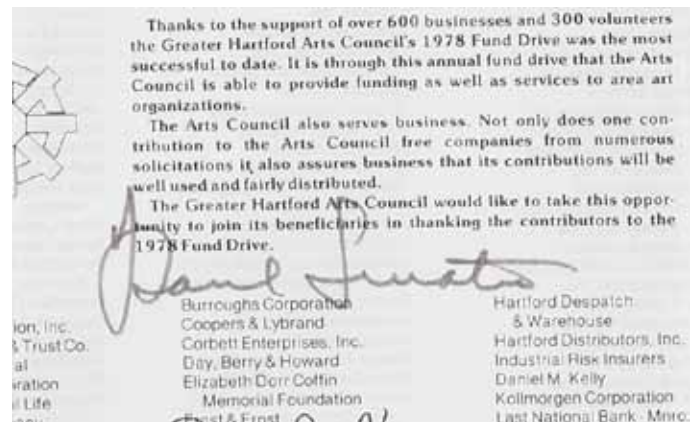 Thanks to the support of over 600 businesses and 300 volunteers
the Greater Hartford Arts Council's 1978 Fund Drive was the most
successful to date. It is through this annual fund drive that the Arts
Council is able to provide funding as well as services to area art
organizations.
The Arts Council also serves business. Not only does one con-
tribution to the Arts Council free companies from numerous
solicitations it also assures business that its contributions will be
well used and fairly distributed.
The Greater Hartford Arts Council would like to take this oppor-
tunity to join its beneficiaries in thanking the contributors to the
1978 Fund Drive.
ion, Inc.
& Trust Co.
al
oration
Life
Burroughs Corporation
Coopers & Lybrand
Corbett Enterprises, Inc.
Day, Berry & Howard
Elizabeth Dorr Coffin
Memorial Foundation
Ernst & Ernst
Hartford Despatch
& Warehouse
Hartford Distributors, Inc.
Industrial Risk Insurers
Daniel M. Kelly
Kollmorgen Corporation
Last National Bank - Mnro.